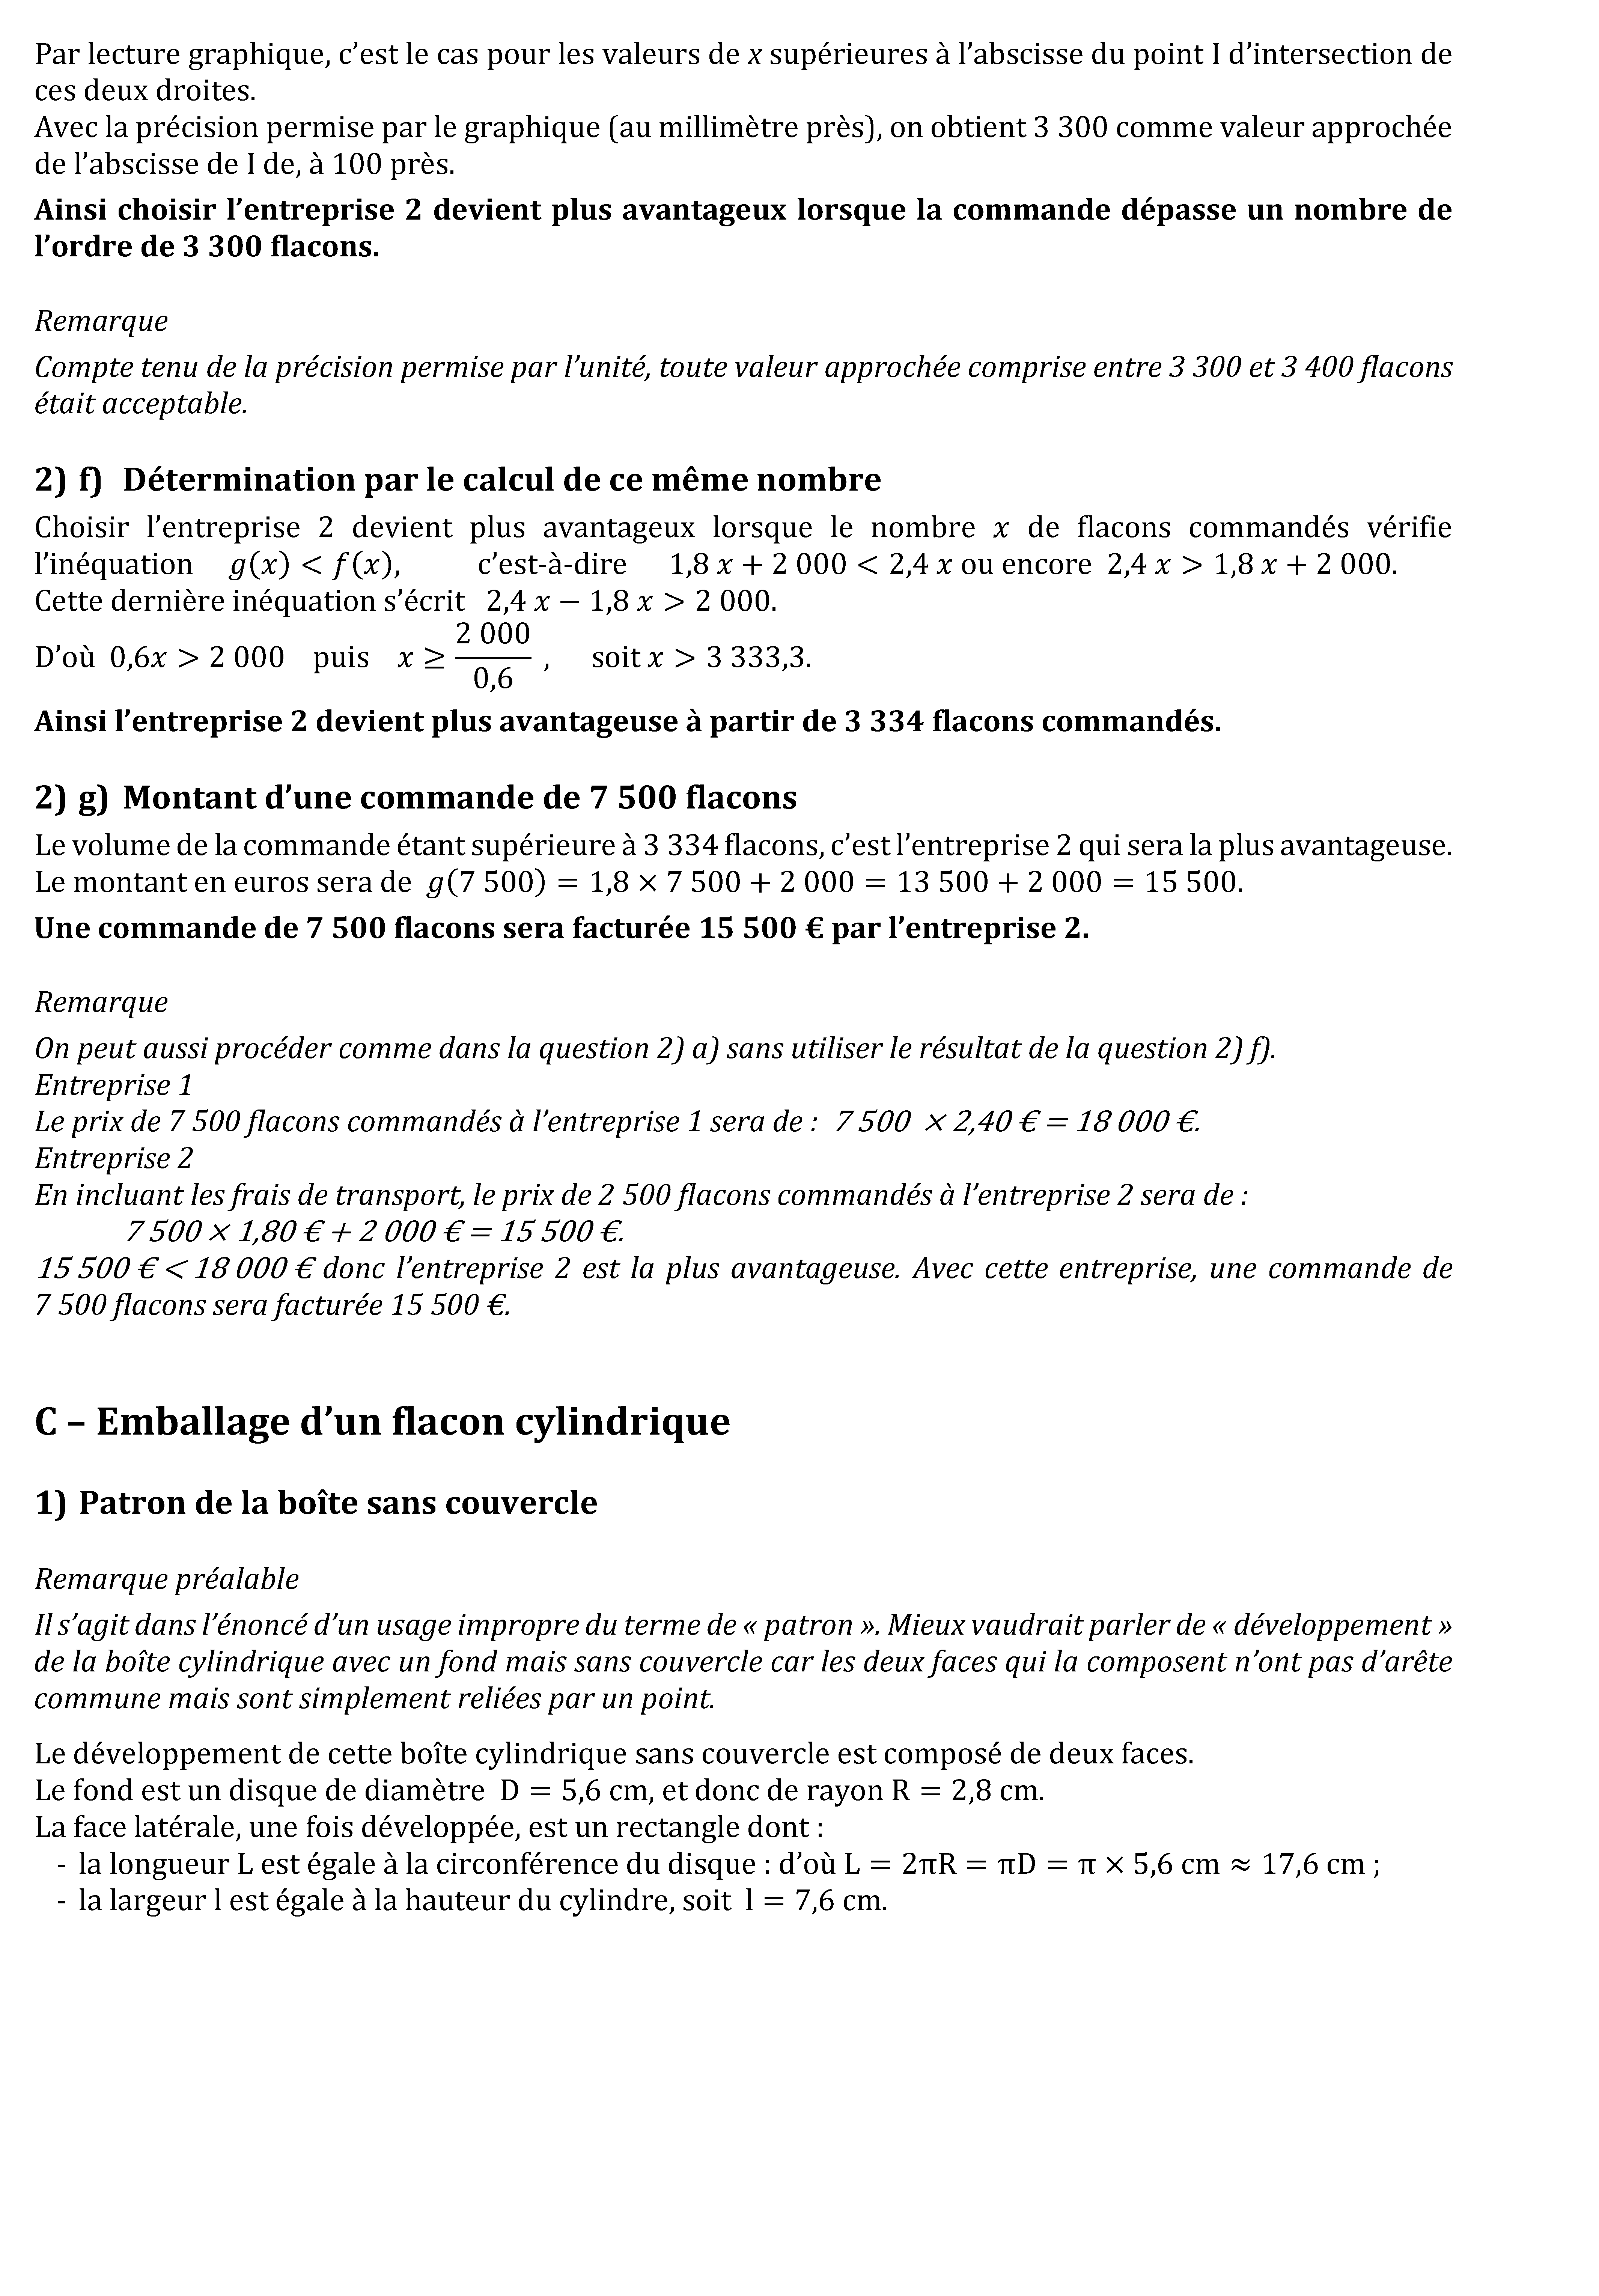 Par lecture graphique, c’est le cas pour les valeurs de x supérieures à l’abscisse du point I d’intersection de
ces deux droites.
Avec la précision permise par le graphique (au millimètre près), on obtient 3 300 comme valeur approchée
de l’abscisse de I de, à 100 près.
Ainsi choisir l’entreprise 2 devient plus avantageux lorsque la commande dépasse un nombre de
l’ordre de 3 300 flacons.
Remarque
Compte tenu de la précision permise par l’unité, toute valeur approchée comprise entre 3 300 et 3 400 flacons
était acceptable.
2) f) Détermination par le calcul de ce même nombre
Choisir l’entreprise 2 devient plus avantageux lorsque le nombre x de flacons commandés vérifie
l’inéquation g(x) < f(x), c’est-à-dire 1,8 x + 2 000 < 2,4 x ou encore 2,4 x > 1,8 x + 2 000.
Cette dernière inéquation s’écrit 2,4 x − 1,8 x > 2 000.
D’où 0,6x > 2 000 puis x ≥ 2 000 / 0,6 , soit x > 3 333,3.
Ainsi l’entreprise 2 devient plus avantageuse à partir de 3 334 flacons commandés.
2) g) Montant d’une commande de 7 500 flacons
Le volume de la commande étant supérieure à 3 334 flacons, c’est l’entreprise 2 qui sera la plus avantageuse.
Le montant en euros sera de g(7 500) = 1,8 × 7 500 + 2 000 = 13 500 + 2 000 = 15 500.
Une commande de 7 500 flacons sera facturée 15 500 € par l’entreprise 2.
Remarque
On peut aussi procéder comme dans la question 2) a) sans utiliser le résultat de la question 2) f).
Entreprise 1
Le prix de 7 500 flacons commandés à l’entreprise 1 sera de : 7 500 × 2,40 € = 18 000 €.
Entreprise 2
En incluant les frais de transport, le prix de 2 500 flacons commandés à l’entreprise 2 sera de :
7 500 × 1,80 € + 2 000 € = 15 500 €.
15 500 € < 18 000 € donc l’entreprise 2 est la plus avantageuse. Avec cette entreprise, une commande de
7 500 flacons sera facturée 15 500 €.
C – Emballage d’un flacon cylindrique
1) Patron de la boîte sans couvercle
Remarque préalable
Il s’agit dans l’énoncé d’un usage impropre du terme de « patron ». Mieux vaudrait parler de « développement »
de la boîte cylindrique avec un fond mais sans couvercle car les deux faces qui la composent n’ont pas d’arête
commune mais sont simplement reliées par un point.
Le développement de cette boîte cylindrique sans couvercle est composé de deux faces.
Le fond est un disque de diamètre D = 5,6 cm, et donc de rayon R = 2,8 cm.
La face latérale, une fois développée, est un rectangle dont :
- la longueur L est égale à la circonférence du disque : d’où L = 2πR = πD = π × 5,6 cm ≈ 17,6 cm ;
- la largeur l est égale à la hauteur du cylindre, soit l = 7,6 cm.